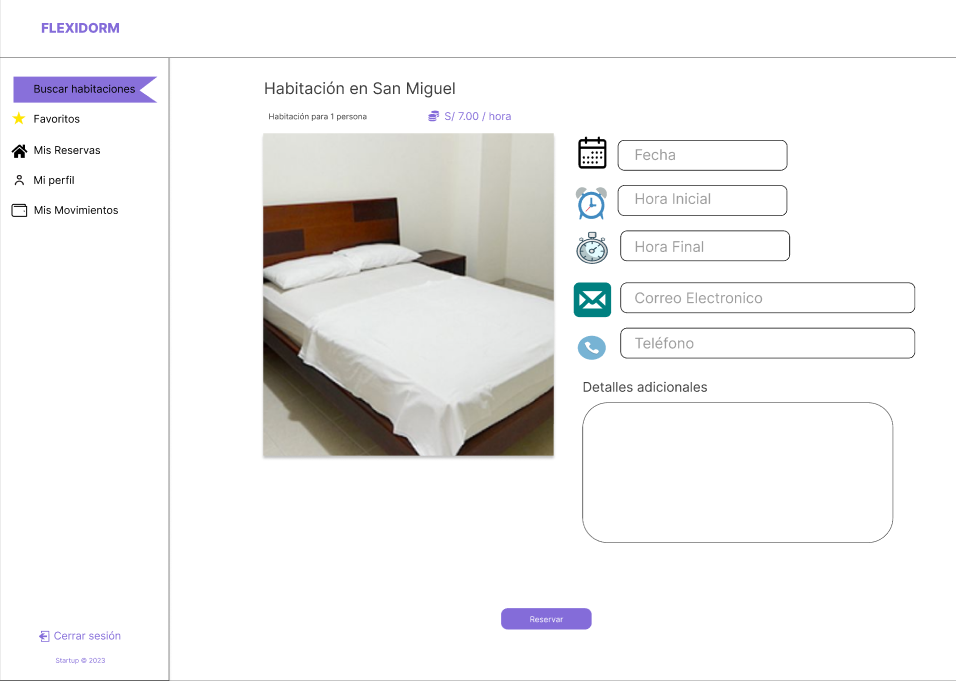 FLEXIDORM
Buscar habitaciones
Favoritos
Mis Reservas
Mi perfil
Mis Movimientos
Cerrar sesión
Startup © 2023
Habitación en San Miguel
Habitación para 1 persona
S/ 7.00 / hora
Fecha
Hora Inicial
Hora Final
Correo Electronico
Teléfono
Detalles adicionales
Reservar